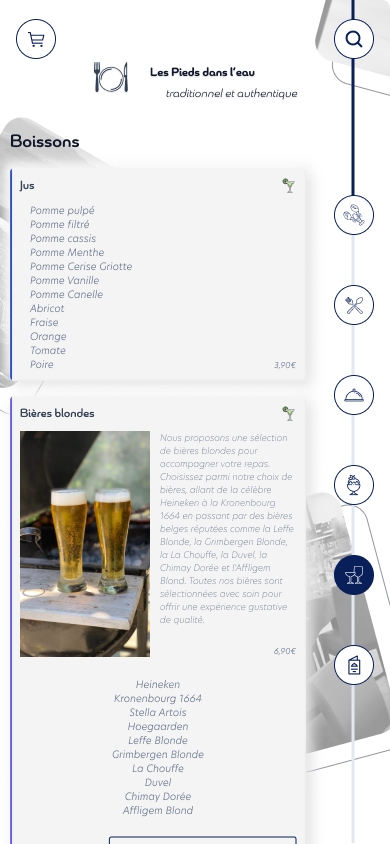 Les Pieds dans l'eau
traditionnel et authentique
Boissons
Jus
Pomme pulpé
Pomme filtré
Pomme cassis
Pomme Menthe
Pomme Cerise Griotte
Pomme Vanille
Pomme Canelle
Abricot
Fraise
Orange
Tomate
Poire
3,90€
Bières blondes
Nous proposons une sélection
de bières blondes pour
accompagner votre repas.
Choisissez parmi notre choix de
bières, allant de la célèbre
Heineken à la Kronenbourg
1664 en passant par des bières
belges réputées comme la Leffe
Blonde, la Grimbergen Blonde,
la La Chouffe, la Duvel, la
Chimay Dorée et l'Affligem
Blond. Toutes nos bières sont
sélectionnées avec soin pour
offrir une experience gustative
de qualité.
6,90€
Heineken
Kronenbourg 1664
Stella Artois
Hoegaarden
Leffe Blonde
Grimbergen Blonde
La Chouffe
Duvel
Chimay Dorée
Affligem Blond